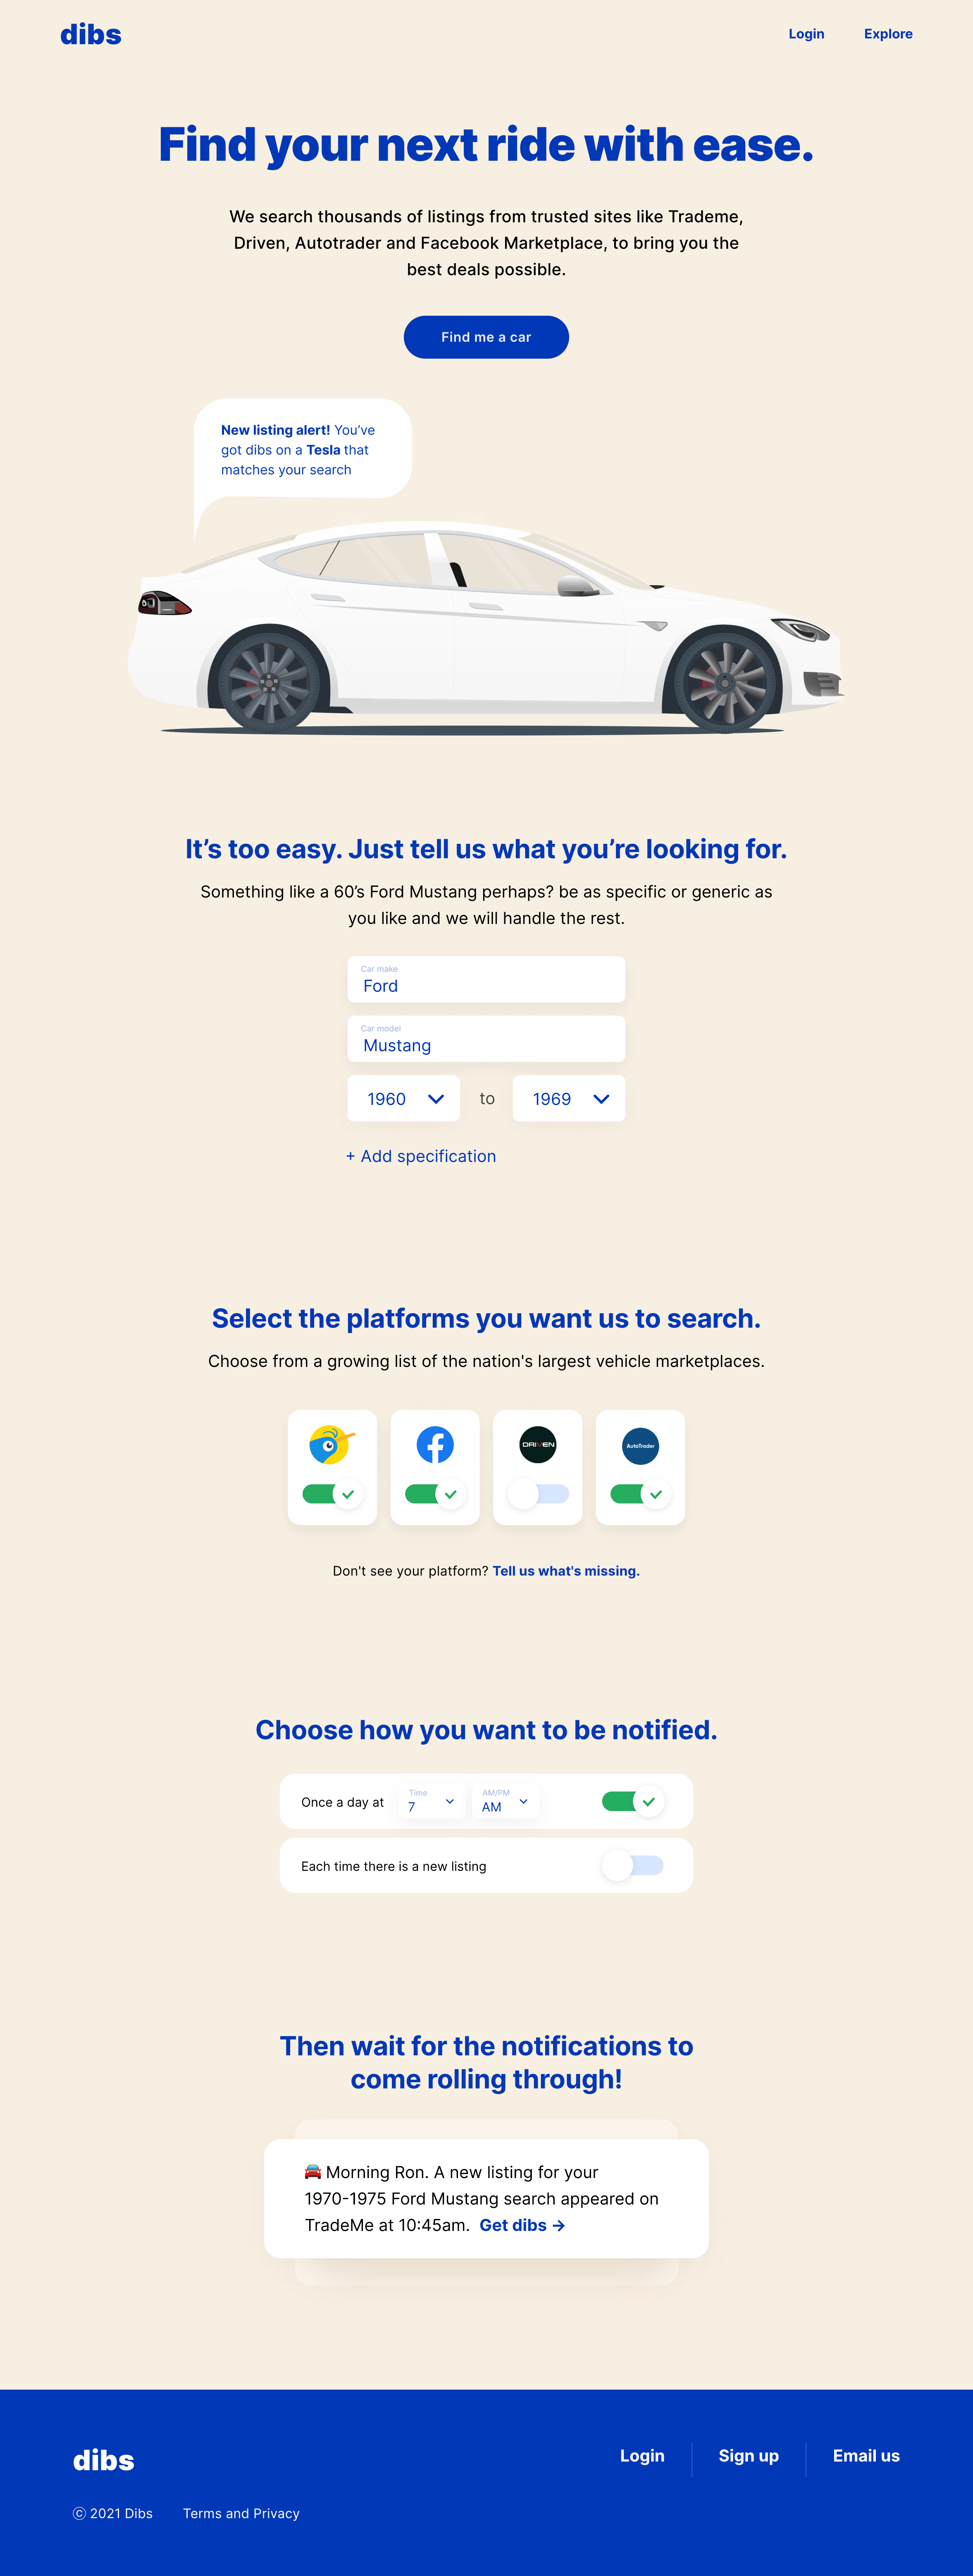 dibs
Login Explore
Find your next ride with ease.
We search thousands of listings from trusted sites like Trademe,
Driven, Autotrader and Facebook Marketplace, to bring you the
best deals possible.
Find me a car
New listing alert! You’ve
got dibs on a Tesla that
matches your search
It’s too easy. Just tell us what you’re looking for.
Something like a 60’s Ford Mustang perhaps? be as specific or generic as
you like and we will handle the rest.
Car make
Ford
Car model
Mustang
1960 to 1969
+ Add specification
Select the platforms you want us to search.
Choose from a growing list of the nation's largest vehicle marketplaces.
DRIVEN AutoTrader
Don't see your platform? Tell us what's missing.
Choose how you want to be notified.
Time AM/PM
Once a day at 7 AM
Each time there is a new listing
Then wait for the notifications to
come rolling through!
🚘 Morning Ron. A new listing for your
1970-1975 Ford Mustang search appeared on
TradeMe at 10:45am. Get dibs →
dibs
Login Sign up Email us
© 2021 Dibs Terms and Privacy